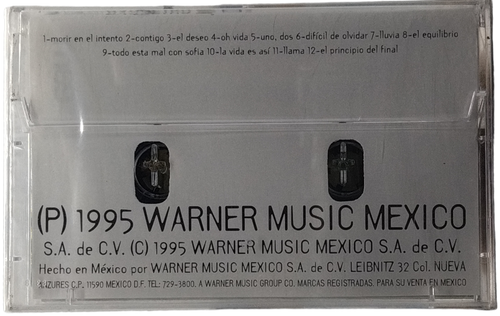 1-morir en el intento 2-contigo 3-el deseo 4-oh vida 5-uno, dos 6-difícil de olvidar 7-lluvia 8-el equilibrio
9-todo esta mal con sofia 10-la vida es así 11-llama 12-el principio del final
(P) 1995 WARNER MUSIC MEXICO
S.A. de C.V. (C) 1995 WARNER MUSIC MEXICO S.A. de C.V.
Hecho en México por WARNER MUSIC MEXICO S.A. de C.V. LEIBNITZ 32 Col. NUEVA
ANZURES C.P. 11590 MEXICO D.F. TEL: 729-3800. A WARNER MUSIC GROUP CO. MARCAS REGISTRADAS. PARA SU VENTA EN MEXICO